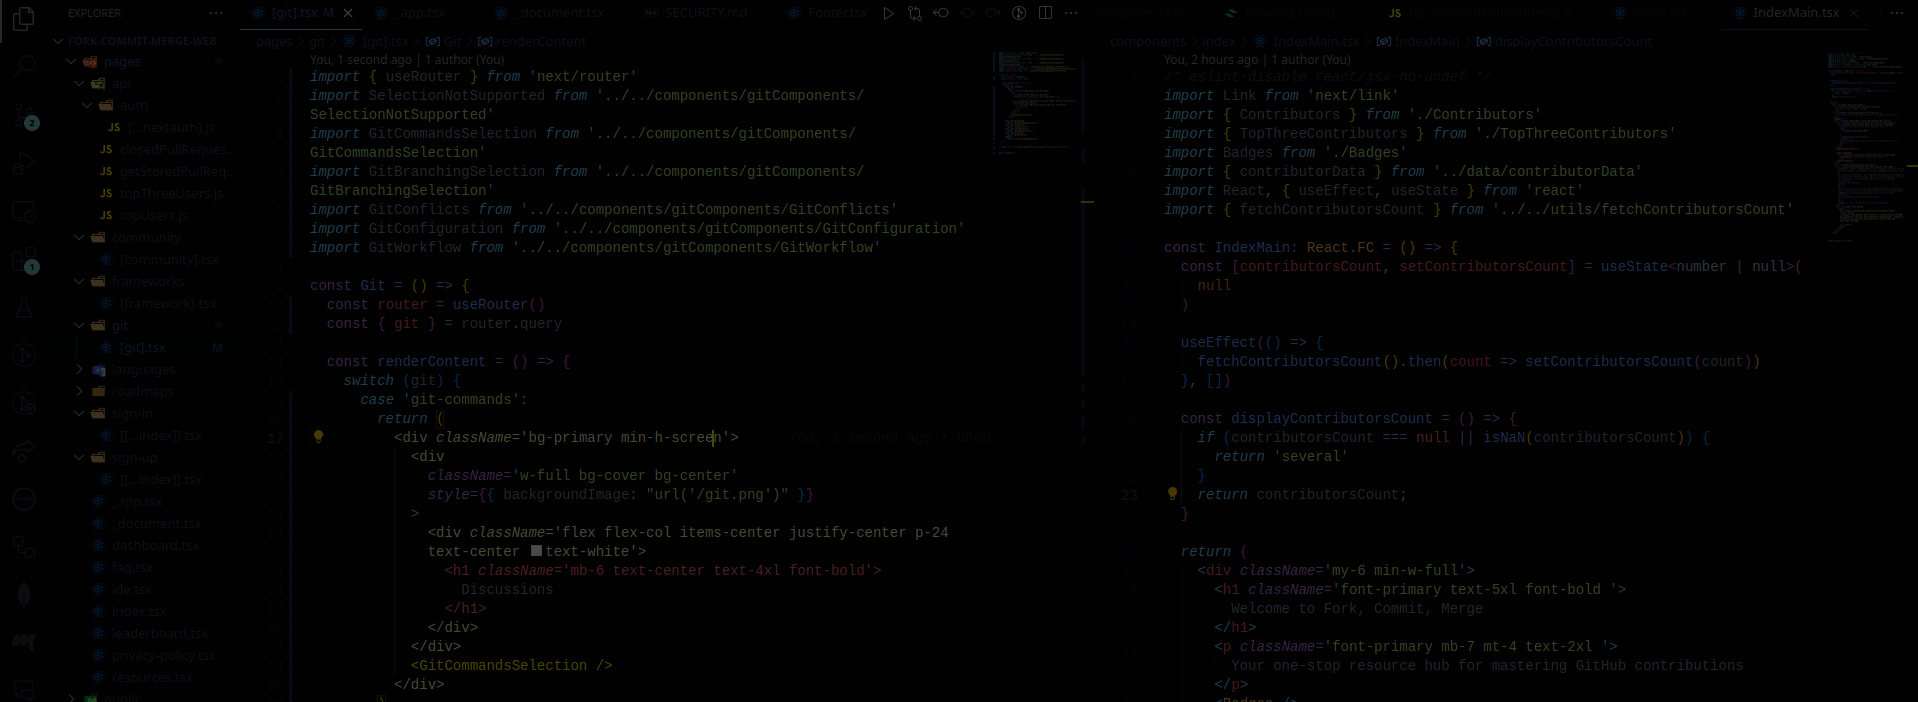 EXPLORER
FORK-COMMIT-MERGE-WEB
pages
api
auth
[...nextauth].js
closedPullReques...
getStoredPullReq...
topThreeUsers.js
topUsers.js
community
[community].tsx
frameworks
[framework].tsx
git
[git].tsx M
languages
roadmaps
sign-in
[[...index]].tsx
sign-up
[[...index]].tsx
_app.tsx
_document.tsx
dashboard.tsx
faq.tsx
ide.tsx
index.tsx
leaderboard.tsx
privacy-policy.tsx
resources.tsx
public
2
1
[git].tsx M
_app.tsx
_document.tsx
SECURITY.md
Footer.tsx
pages > git > [git].tsx > Git > renderContent
You, 1 second ago | 1 author (You)
import { useRouter } from 'next/router'
import SelectionNotSupported from '../../components/gitComponents/
SelectionNotSupported'
import GitCommandsSelection from '../../components/gitComponents/
GitCommandsSelection'
import GitBranchingSelection from '../../components/gitComponents/
GitBranchingSelection'
import GitConflicts from '../../components/gitComponents/GitConflicts'
import GitConfiguration from '../../components/gitComponents/GitConfiguration'
import GitWorkflow from '../../components/gitComponents/GitWorkflow'
const Git = () => {
const router = useRouter()
const { git } = router.query
const renderContent = () => {
switch (git) {
case 'git-commands':
return (
17 <div className='bg-primary min-h-screen'> You, 1 second ago • Unco
<div
className='w-full bg-cover bg-center'
style={{ backgroundImage: "url('/git.png')" }}
>
<div className='flex flex-col items-center justify-center p-24
text-center text-white'>
<h1 className='mb-6 text-center text-4xl font-bold'>
Discussions
</h1>
</div>
</div>
<GitCommandsSelection />
</div>
)
tailwind.config.js
JS fetchClosedPullRequests.js
index.tsx
IndexMain.tsx
components > index > IndexMain.tsx > IndexMain > displayContributorsCount
You, 2 hours ago | 1 author (You)
/* eslint-disable react/jsx-no-undef */
import Link from 'next/link'
import { Contributors } from './Contributors'
import { TopThreeContributors } from './TopThreeContributors'
import Badges from './Badges'
import { contributorData } from '../data/contributorData'
import React, { useEffect, useState } from 'react'
import { fetchContributorsCount } from '../../utils/fetchContributorsCount'
const IndexMain: React.FC = () => {
const [contributorsCount, setContributorsCount] = useState<number | null>(
null
)
useEffect(() => {
fetchContributorsCount().then(count => setContributorsCount(count))
}, [])
const displayContributorsCount = () => {
if (contributorsCount === null || isNaN(contributorsCount)) {
return 'several'
}
23 return contributorsCount;
}
return (
<div className='my-6 min-w-full'>
<h1 className='font-primary text-5xl font-bold '>
Welcome to Fork, Commit, Merge
</h1>
<p className='font-primary mb-7 mt-4 text-2xl '>
Your one-stop resource hub for mastering GitHub contributions
</p>
<Badges />